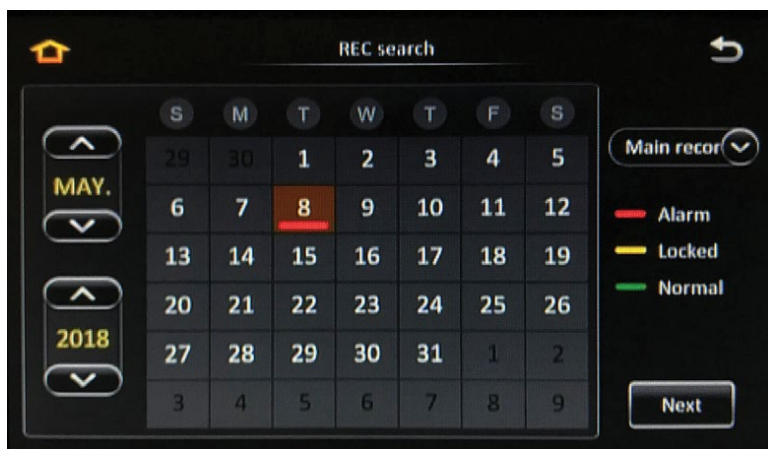 REC search
S M T W T F S
29 30 1 2 3 4 5
6 7 8 9 10 11 12
13 14 15 16 17 18 19
20 21 22 23 24 25 26
27 28 29 30 31 1 2
3 4 5 6 7 8 9
MAY.
2018
Main recor
Alarm
Locked
Normal
Next